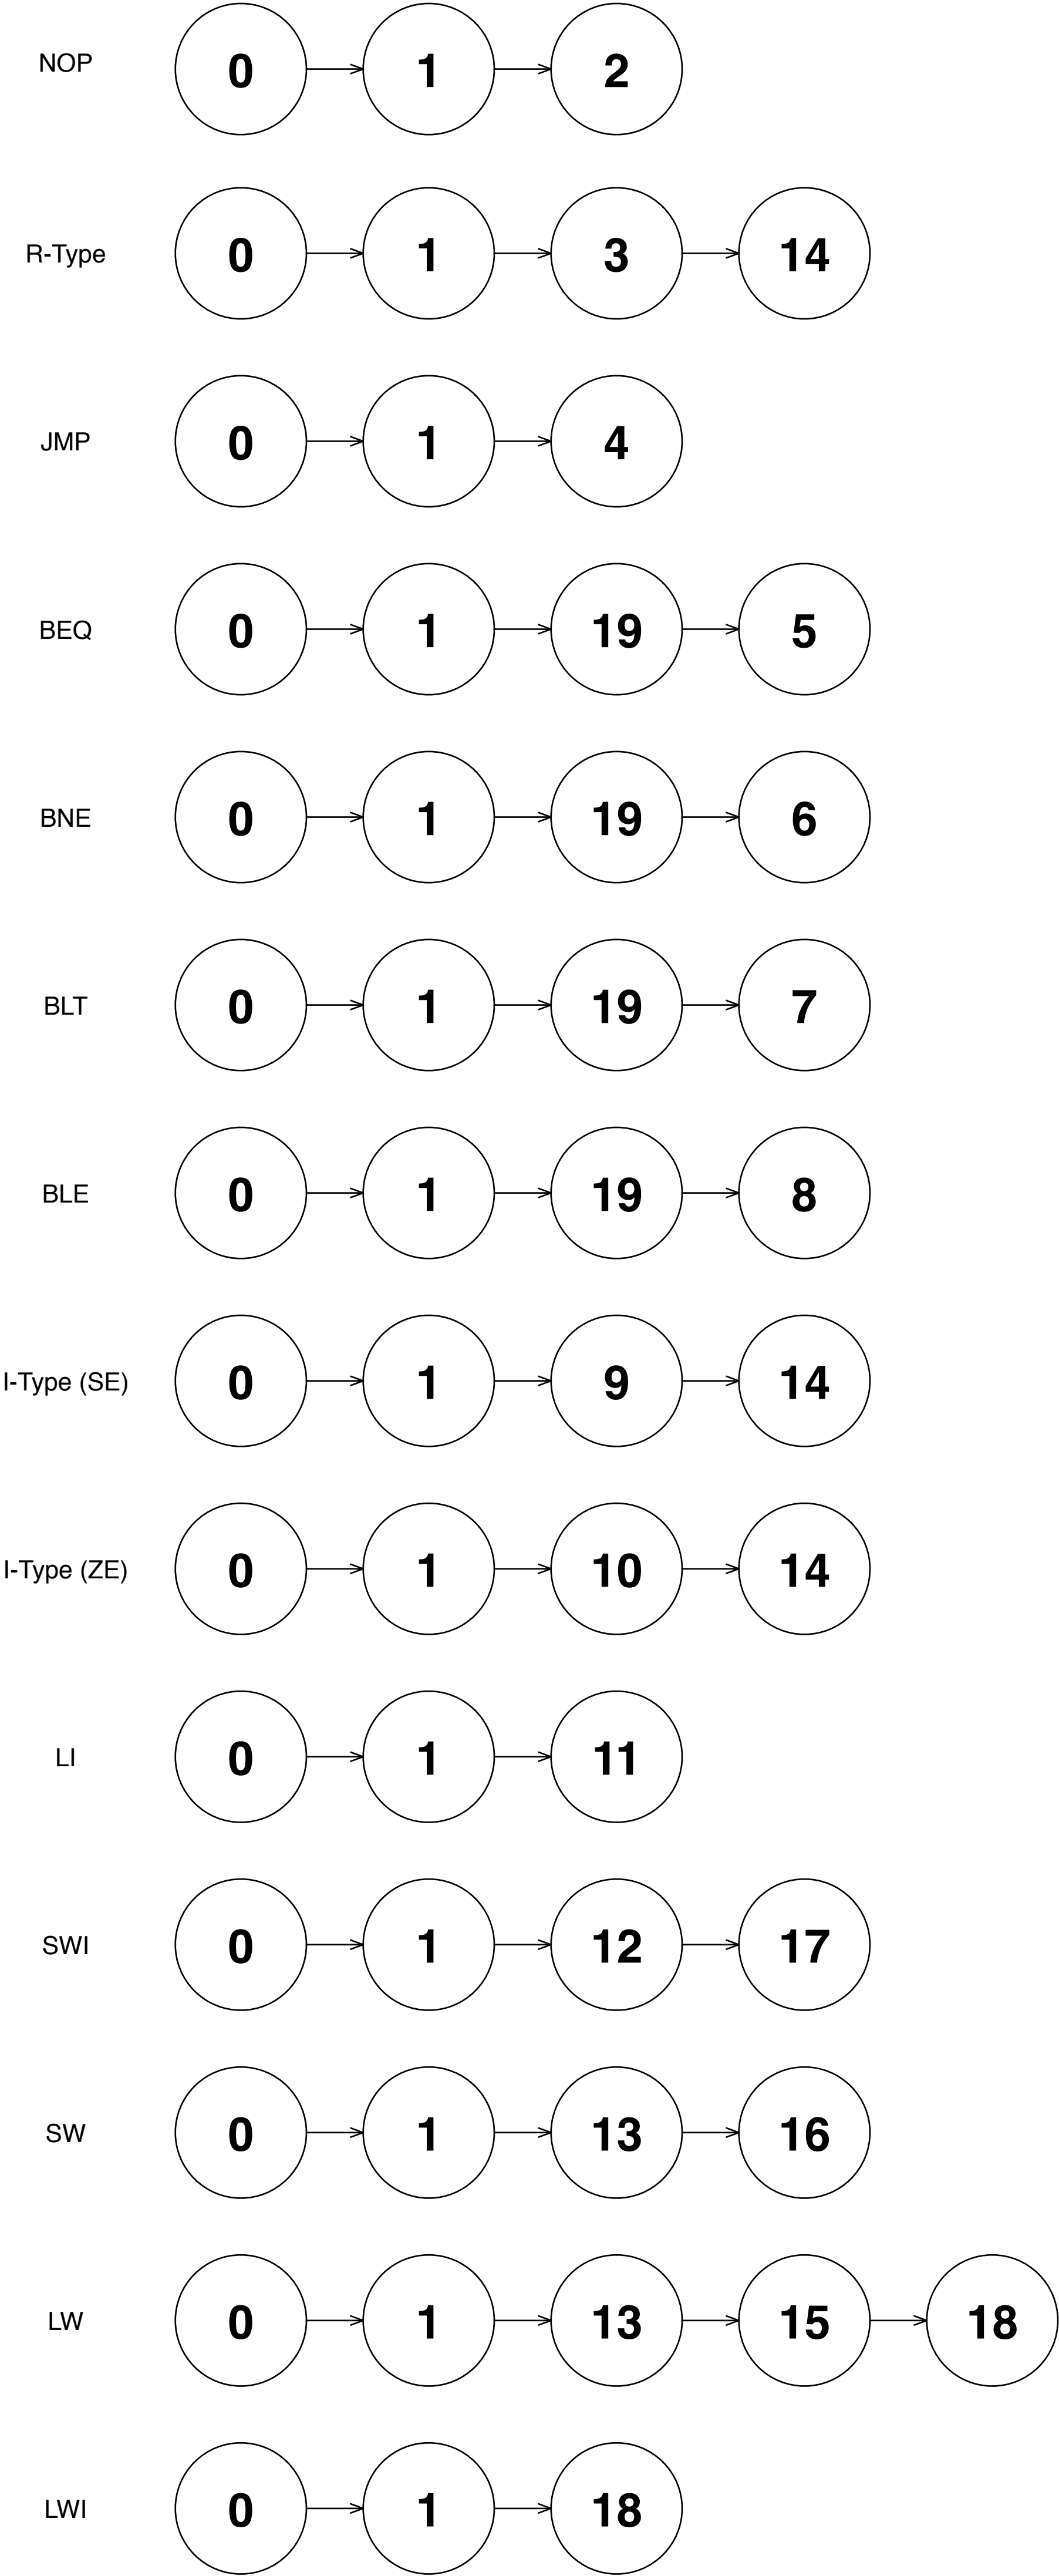 NOP 0 1 2
R-Type 0 1 3 14
JMP 0 1 4
BEQ 0 1 19 5
BNE 0 1 19 6
BLT 0 1 19 7
BLE 0 1 19 8
I-Type (SE) 0 1 9 14
I-Type (ZE) 0 1 10 14
LI 0 1 11
SWI 0 1 12 17
SW 0 1 13 16
LW 0 1 13 15 18
LWI 0 1 18